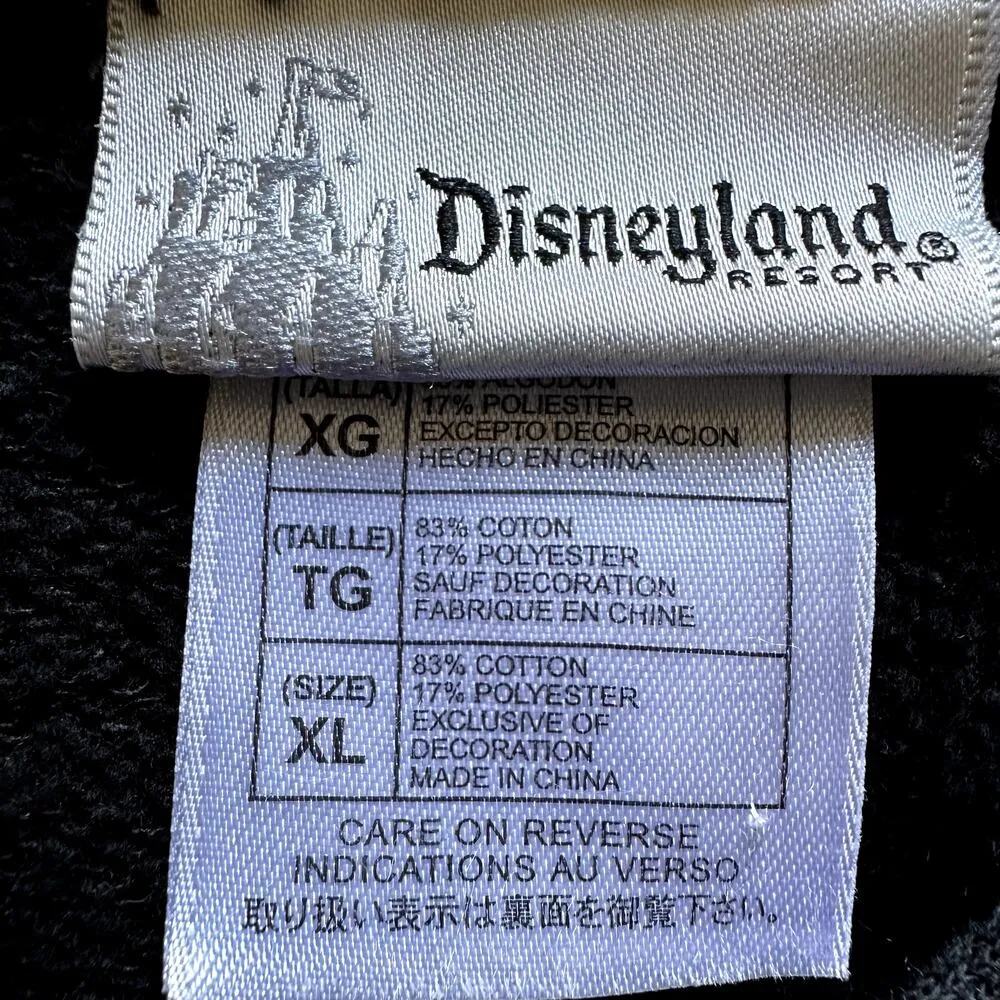 Disneyland®
RESORT
(TALLA)
XG
ALGODON
17% POLIESTER
EXCEPTO DECORACION
HECHO EN CHINA
(TAILLE)
TG
83% COTON
17% POLYESTER
SAUF DECORATION
FABRIQUE EN CHINE
(SIZE)
XL
83% COTTON
17% POLYESTER
EXCLUSIVE OF
DECORATION
MADE IN CHINA
CARE ON REVERSE
INDICATIONS AU VERSO
取り扱い表示は裏面を御覧下さい。